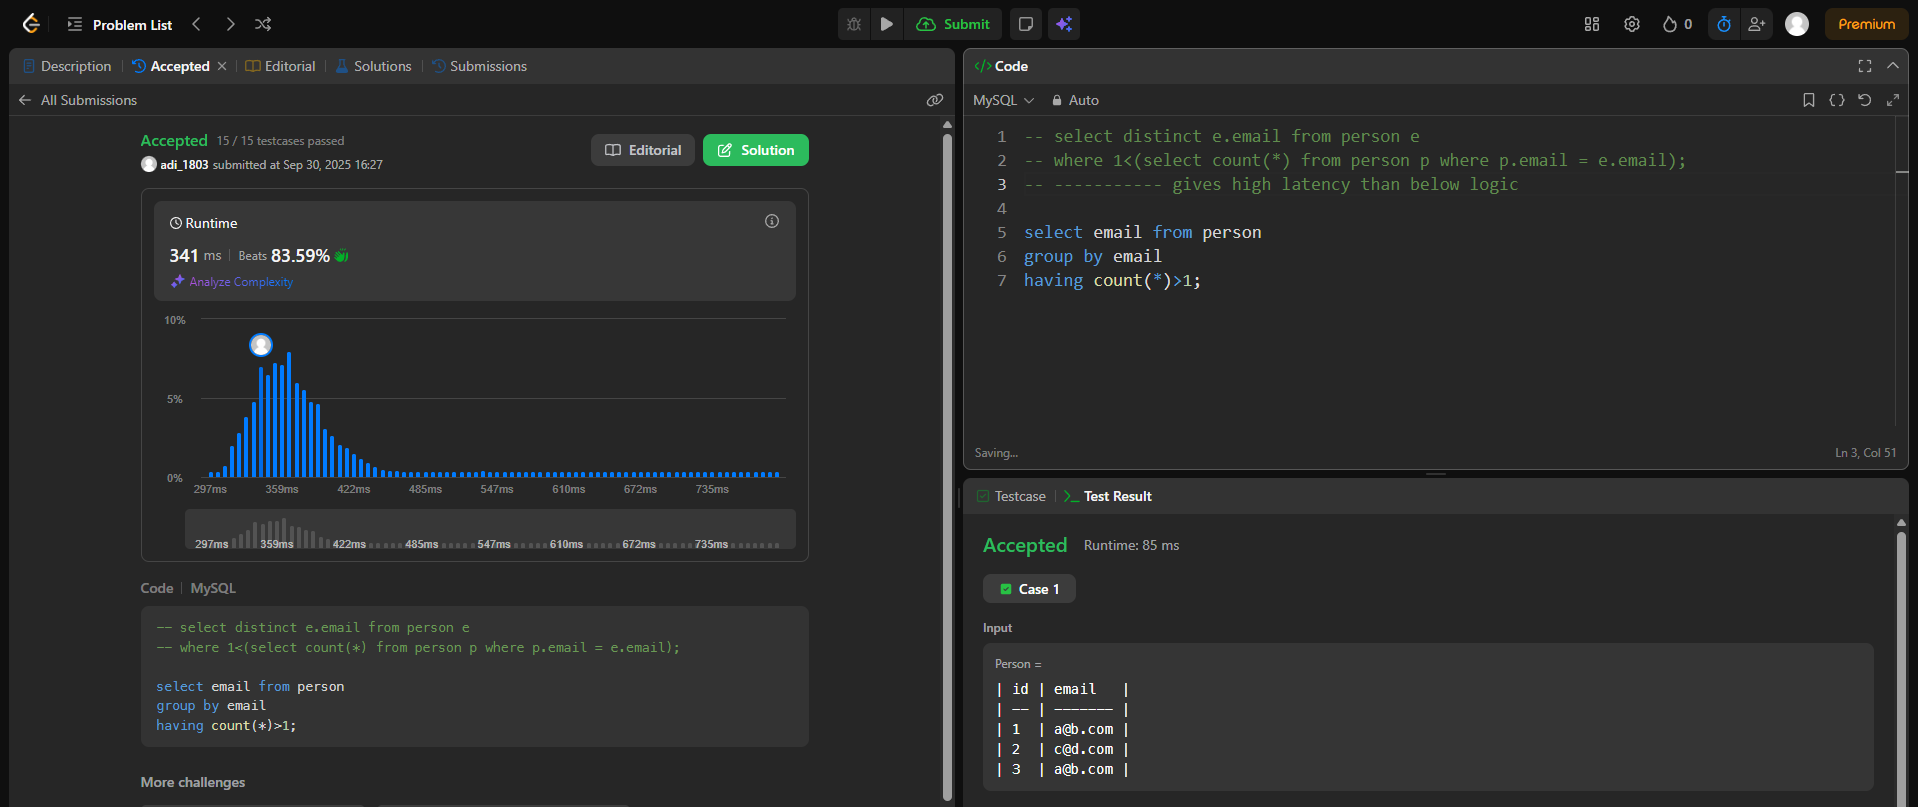 Problem List
Submit
0
Premium
Description
Accepted
Editorial
Solutions
Submissions
All Submissions
Accepted 15 / 15 testcases passed
adi_1803 submitted at Sep 30, 2025 16:27
Editorial
Solution
Runtime
341 ms Beats 83.59%
Analyze Complexity
10%
5%
0%
297ms 359ms 422ms 485ms 547ms 610ms 672ms 735ms
297ms 359ms 422ms 485ms 547ms 610ms 672ms 735ms
Code MySQL
-- select distinct e.email from person e
-- where 1<(select count(*) from person p where p.email = e.email);
select email from person
group by email
having count(*)>1;
More challenges
</> Code
MySQL Auto
1 -- select distinct e.email from person e
2 -- where 1<(select count(*) from person p where p.email = e.email);
3 -- ----------- gives high latency than below logic
4
5 select email from person
6 group by email
7 having count(*)>1;
Saving...
Ln 3, Col 51
Testcase
>_ Test Result
Accepted Runtime: 85 ms
Case 1
Input
Person =
| id | email   |
| -- | ------- |
| 1  | a@b.com |
| 2  | c@d.com |
| 3  | a@b.com |